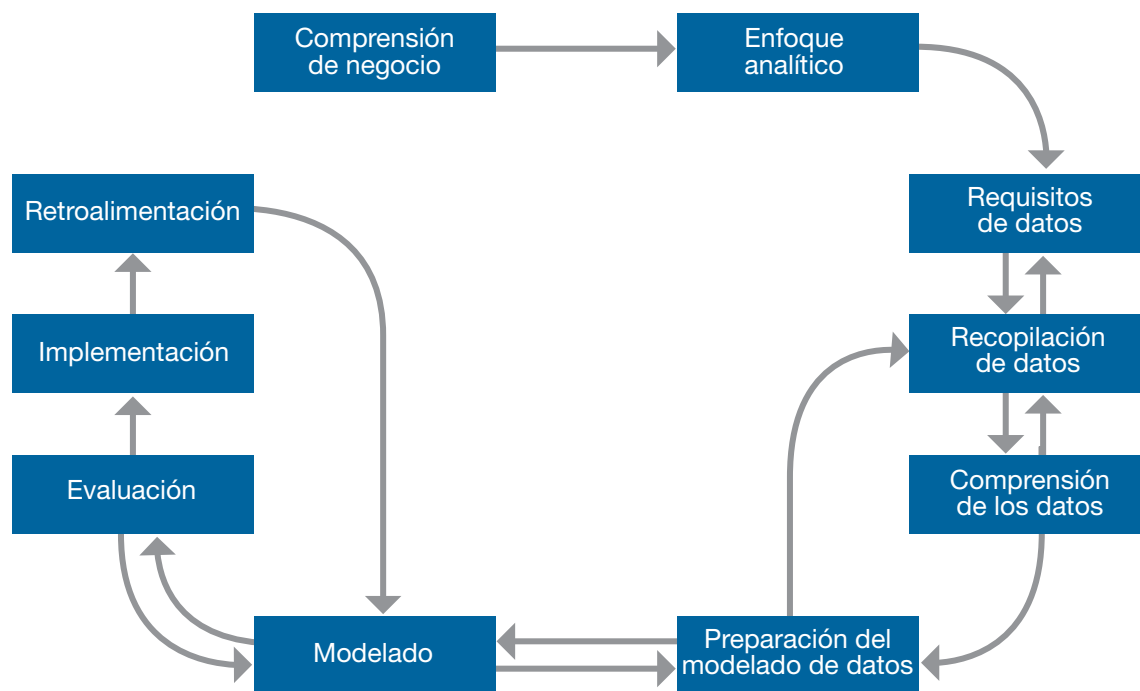 Comprensión
de negocio
Enfoque
analítico
Requisitos
de datos
Recopilación
de datos
Comprensión
de los datos
Preparación del
modelado de datos
Modelado
Evaluación
Implementación
Retroalimentación